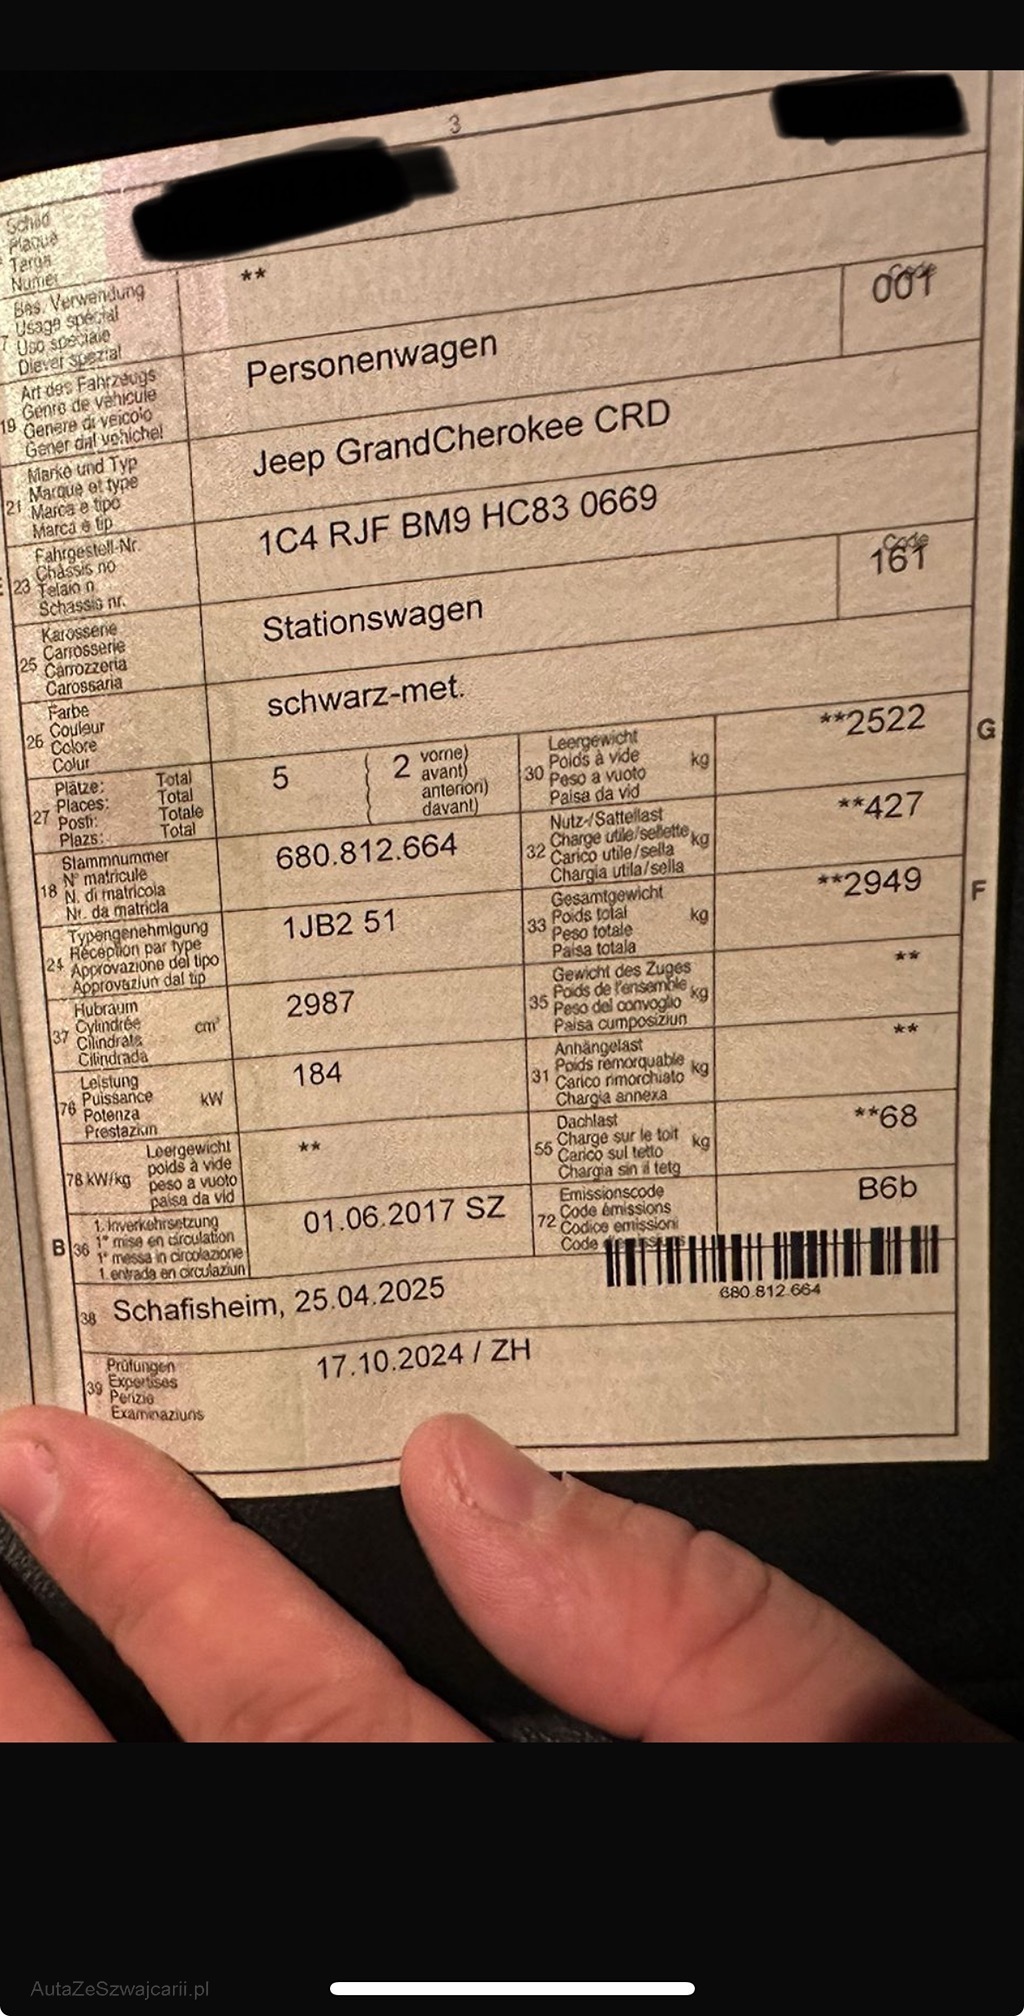 3
Schild
Plaque
Targa
Numer
**
Bes. Verwendung
Usage spécial
17 Uso speciale
Diever spezial
Code
001
Personenwagen
Art des Fahrzeugs
Genre de véhicule
19 Genere di veicolo
Gener dal vehichel
Jeep GrandCherokee CRD
Marke und Typ
Marque et type
21 Marca e tipo
Marca e tip
1C4 RJF BM9 HC83 0669
Fahrgestell-Nr.
Châssis no
E 23 Telaio n.
Schassis nr.
Code
161
Stationswagen
Karosserie
Carrosserie
25 Carrozzeria
Carossaria
schwarz-met.
Farbe
Couleur
26 Colore
Colur
Plätze: Total
Places: Total
27 Posti: Totale
Plazs: Total
5
2 vorne)
avant)
anteriori)
davant)
Leergewicht
Poids à vide
30 Peso a vuoto kg
Paisa da vid
**2522
G
Stammnummer
N° matricule
18 N. di matricola
Nr. da matricla
680.812.664
Nutz-/Sattellast
Charge utile/sellette
32 Carico utile/sella kg
Chargia utila/sella
**427
Typengenehmigung
Réception par type
24 Approvazione del tipo
Approvaziun dal tip
1JB2 51
Gesamtgewicht
Poids total
33 Peso totale kg
Paisa totala
**2949
F
Hubraum
Cylindrée
37 Cilindrata cm³
Cilindrada
2987
Gewicht des Zuges
Poids de l'ensemble
35 Peso del convoglio kg
Paisa cumposiziun
**
Leistung
Puissance
76 Potenza kW
Prestaziun
184
Anhängelast
Poids remorquable
31 Carico rimorchiato kg
Chargia annexa
**
Leergewicht
poids à vide
78 kW/kg peso a vuoto
paisa da vid
**
Dachlast
Charge sur le toit
55 Carico sul tetto kg
Chargia sin il tetg
**68
1. Inverkehrsetzung
1re mise en circulation
B 36 1a messa in circolazione
1. entrada en circulaziun
01.06.2017 SZ
Emissionscode
Code émissions
72 Codice emissioni
Code d'emissiuns
B6b
680.812.664
38 Schafisheim, 25.04.2025
Prüfungen
Expertises
39 Perizie
Examinaziuns
17.10.2024 / ZH
AutaZeSzwajcarii.pl